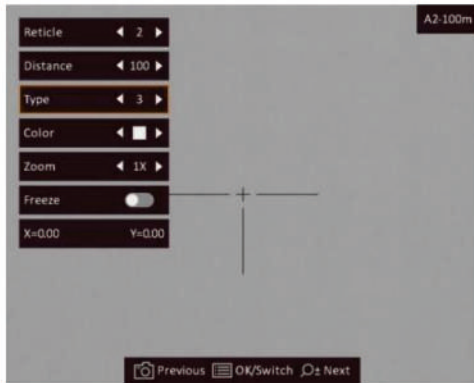 A2-100m
Reticle 2
Distance 100
Type 3
Color
Zoom 1X
Freeze
X=0.00 Y=0.00
Previous OK/Switch Next